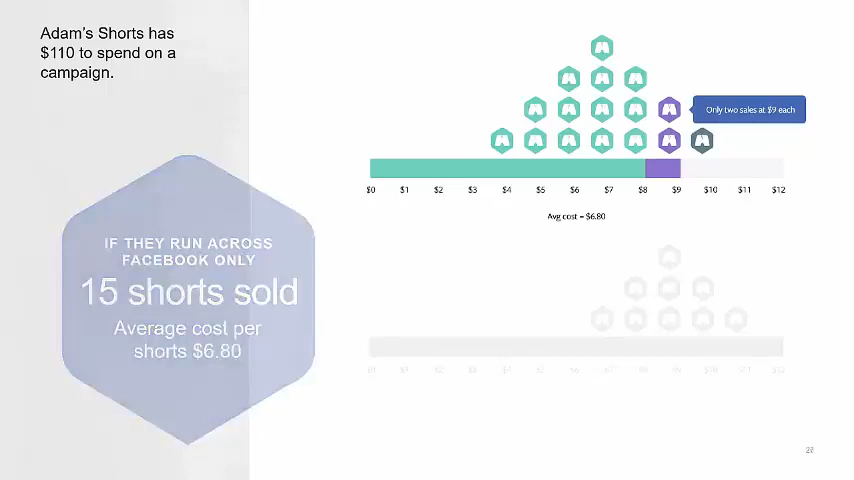 Adam's Shorts has
$110 to spend on a
campaign.
IF THEY RUN ACROSS
FACEBOOK ONLY
15 shorts sold
Average cost per
shorts $6.80
Only two sales at $9 each
$0 $1 $2 $3 $4 $5 $6 $7 $8 $9 $10 $11 $12
Avg cost = $6.80
27